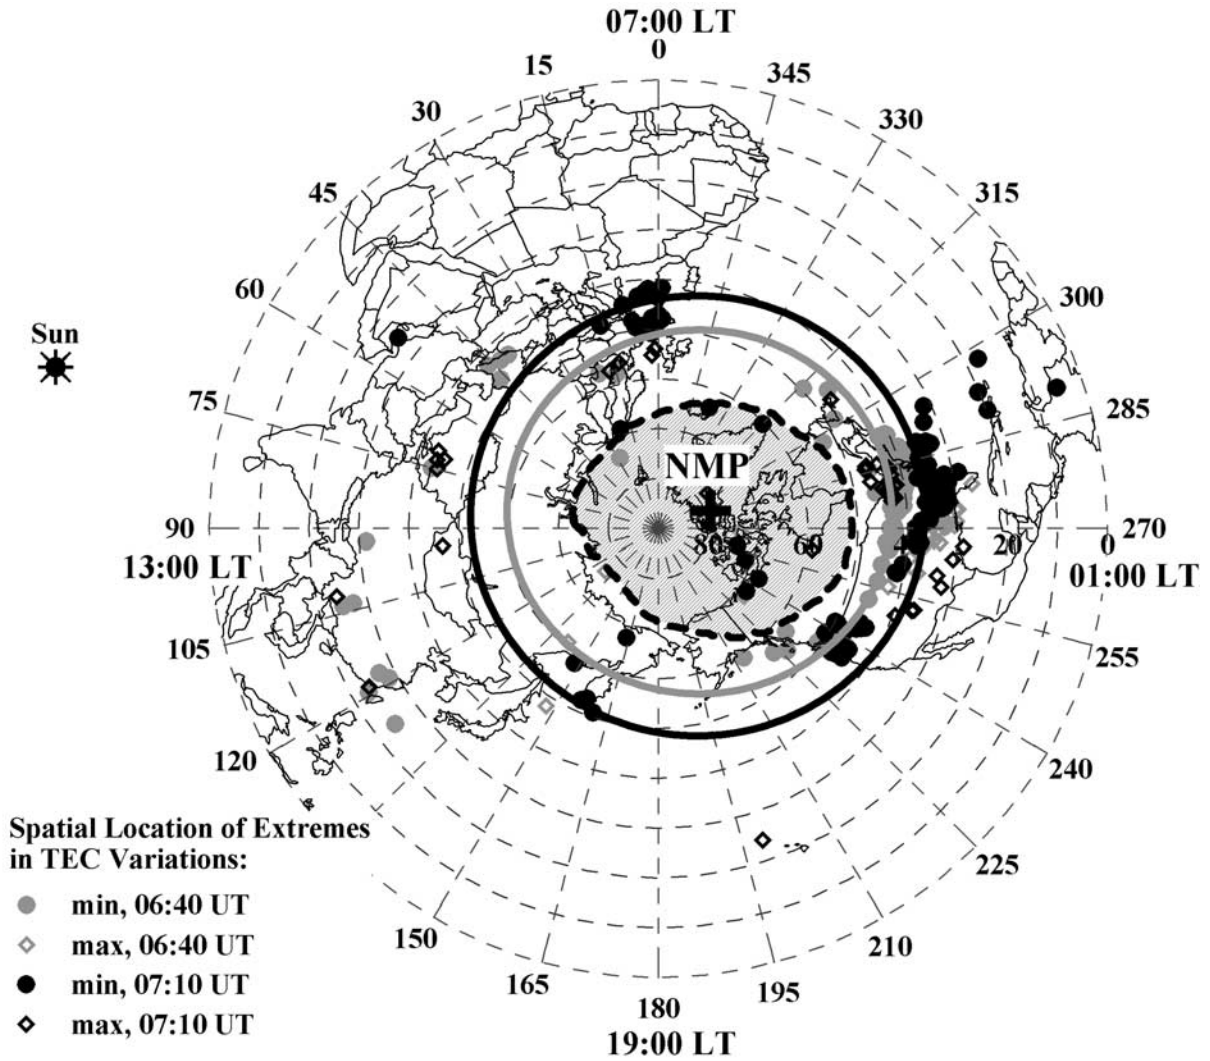 07:00 LT
0
15
345
30
330
45
315
60
300
Sun
75
285
NMP
90
80
60
40
20
0
270
13:00 LT
01:00 LT
105
255
120
240
Spatial Location of Extremes
in TEC Variations:
225
min, 06:40 UT
max, 06:40 UT
150
210
min, 07:10 UT
165
195
180
max, 07:10 UT
19:00 LT